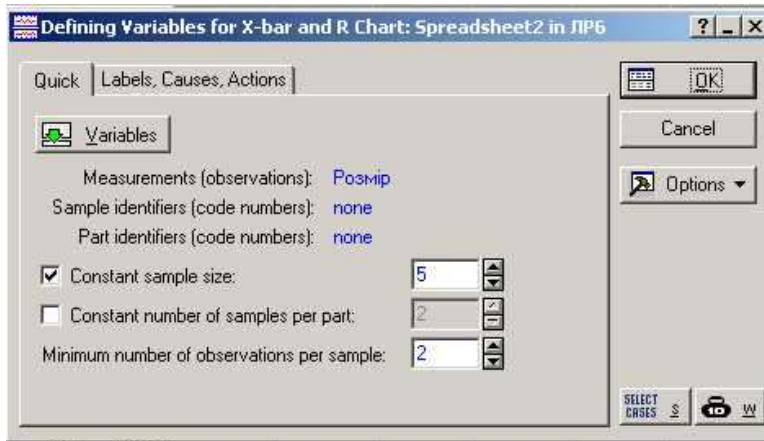 Defining Variables for X-bar and R Chart: Spreadsheet2 in ЛР6
Quick
Labels, Causes, Actions
OK
Variables
Cancel
Measurements (observations): Розмір
Options
Sample identifiers (code numbers): none
Part identifiers (code numbers): none
Constant sample size: 5
Constant number of samples per part: 2
Minimum number of observations per sample: 2
SELECT
CASES S
W